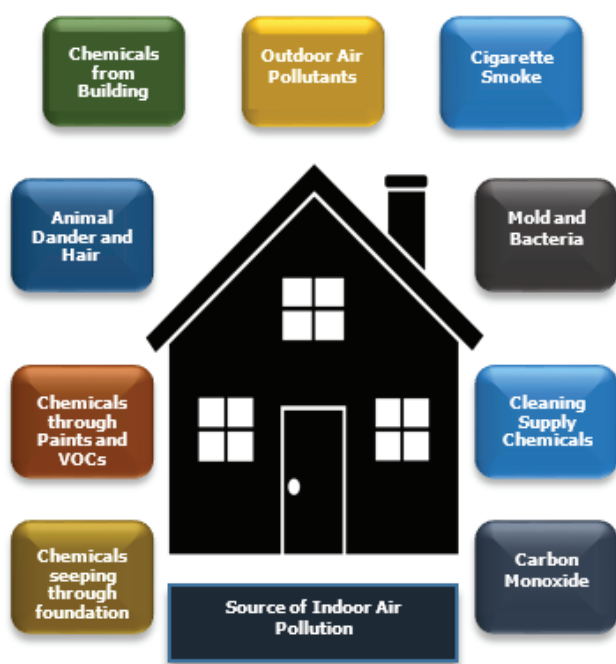 Chemicals
from
Building
Outdoor Air
Pollutants
Cigarette
Smoke
Animal
Dander and
Hair
Mold and
Bacteria
Chemicals
through
Paints and
VOCs
Cleaning
Supply
Chemicals
Chemicals
seeping
through
foundation
Carbon
Monoxide
Source of Indoor Air
Pollution